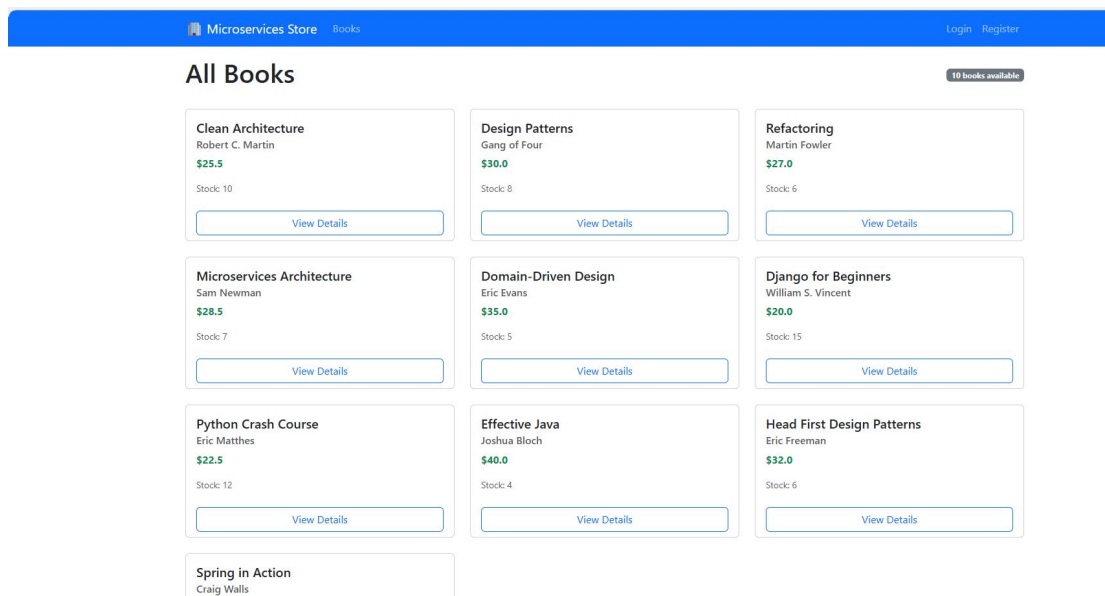 Microservices Store Books Login Register
All Books
10 books available
Clean Architecture
Robert C. Martin
$25.5
Stock: 10
View Details
Design Patterns
Gang of Four
$30.0
Stock: 8
View Details
Refactoring
Martin Fowler
$27.0
Stock: 6
View Details
Microservices Architecture
Sam Newman
$28.5
Stock: 7
View Details
Domain-Driven Design
Eric Evans
$35.0
Stock: 5
View Details
Django for Beginners
William S. Vincent
$20.0
Stock: 15
View Details
Python Crash Course
Eric Matthes
$22.5
Stock: 12
View Details
Effective Java
Joshua Bloch
$40.0
Stock: 4
View Details
Head First Design Patterns
Eric Freeman
$32.0
Stock: 6
View Details
Spring in Action
Craig Walls